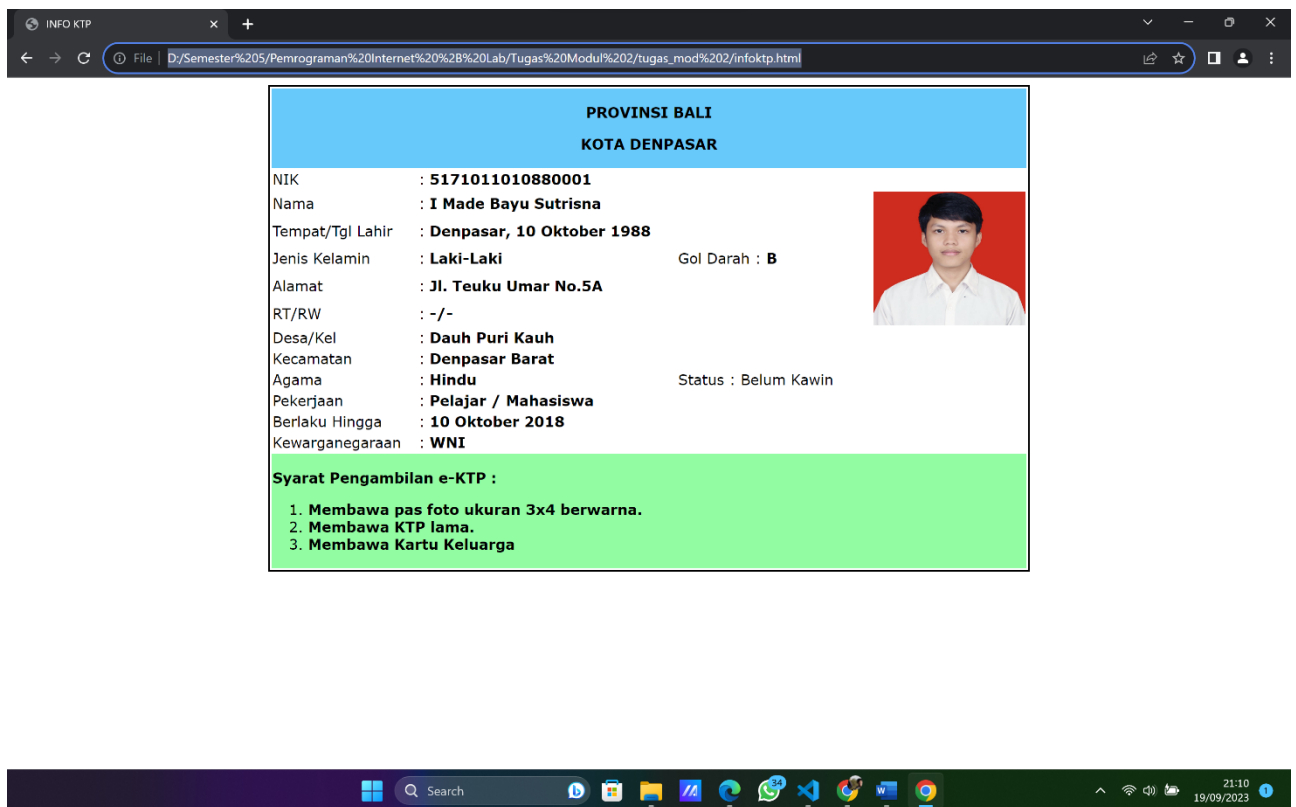 INFO KTP
File D:/Semester%205/Pemrograman%20Internet%20%2B%20Lab/Tugas%20Modul%202/tugas_mod%202/infoktp.html
PROVINSI BALI
KOTA DENPASAR
NIK : 5171011010880001
Nama : I Made Bayu Sutrisna
Tempat/Tgl Lahir : Denpasar, 10 Oktober 1988
Jenis Kelamin : Laki-Laki Gol Darah : B
Alamat : Jl. Teuku Umar No.5A
RT/RW : -/-
Desa/Kel : Dauh Puri Kauh
Kecamatan : Denpasar Barat
Agama : Hindu Status : Belum Kawin
Pekerjaan : Pelajar / Mahasiswa
Berlaku Hingga : 10 Oktober 2018
Kewarganegaraan : WNI
Syarat Pengambilan e-KTP :
1. Membawa pas foto ukuran 3x4 berwarna.
2. Membawa KTP lama.
3. Membawa Kartu Keluarga
Search 34 21:10
19/09/2023 1